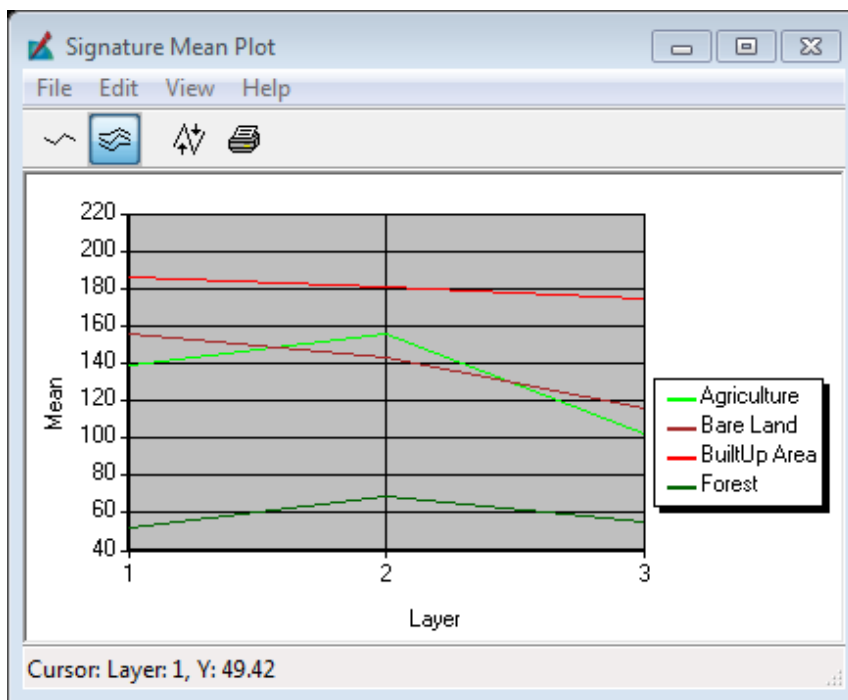 Signature Mean Plot
File Edit View Help
220
200
180
160
140
120
100
80
60
40
Mean
1 2 3
Layer
Agriculture
Bare Land
BuiltUp Area
Forest
Cursor: Layer: 1, Y: 49.42